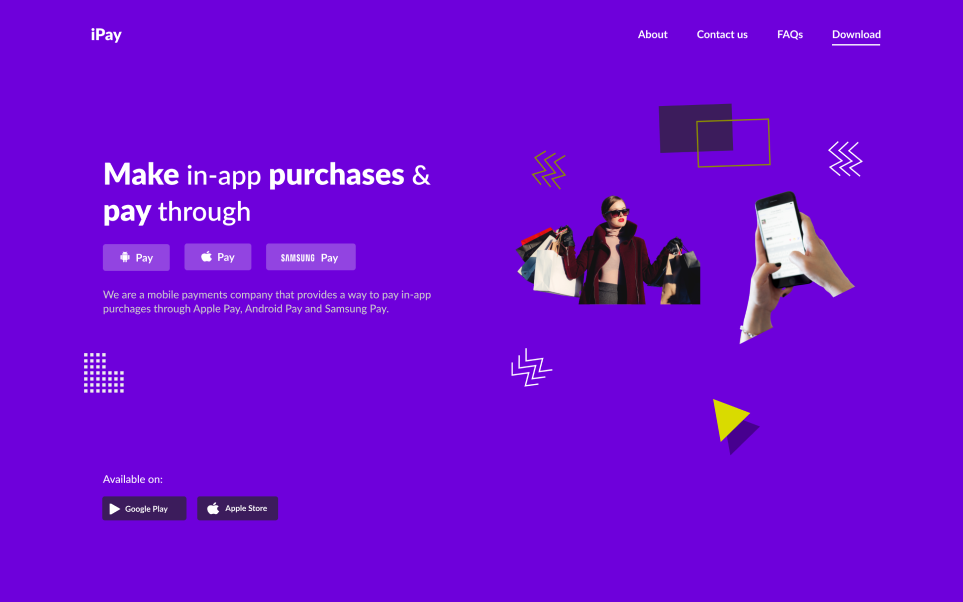 iPay
About Contact us FAQs Download
Make in-app purchases &
pay through
Pay Pay SAMSUNG Pay
We are a mobile payments company that provides a way to pay in-app
purchages through Apple Pay, Android Pay and Samsung Pay.
Available on:
Google Play Apple Store